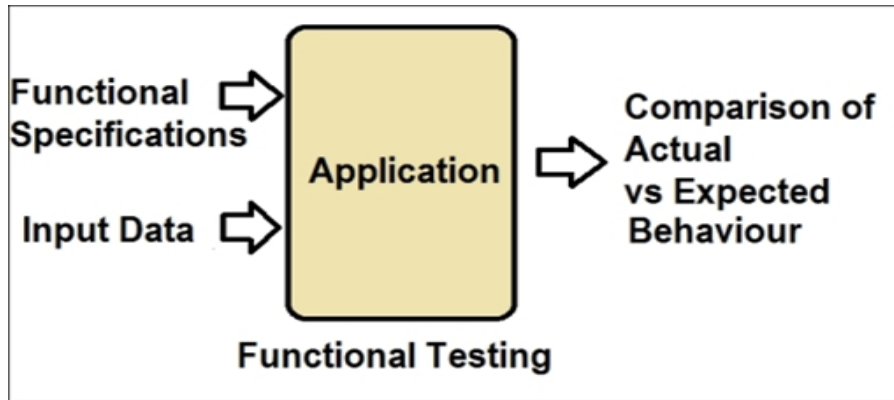 Functional
Specifications
Input Data
Application
Comparison of
Actual
vs Expected
Behaviour
Functional Testing